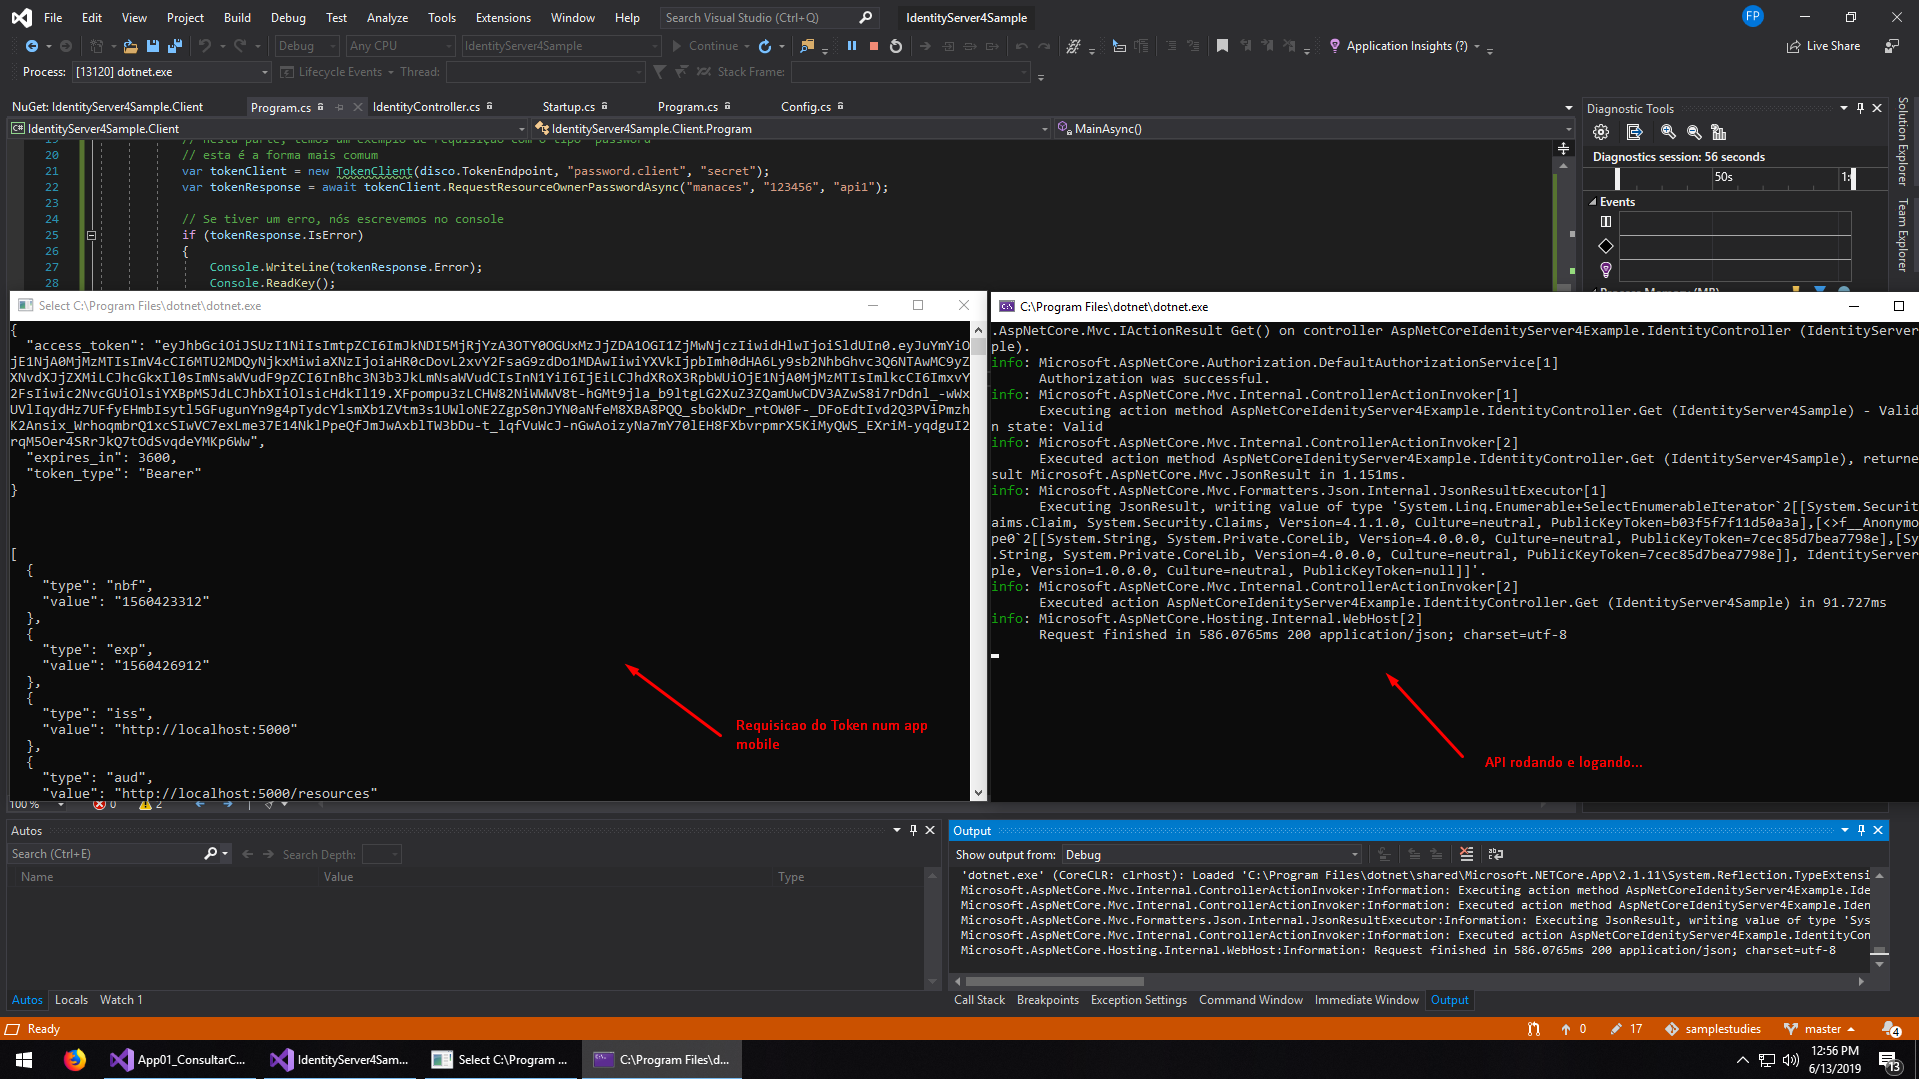 File Edit View Project Build Debug Test Analyze Tools Extensions Window Help Search Visual Studio (Ctrl+Q) IdentityServer4Sample FP
Debug Any CPU IdentityServer4Sample Continue Application Insights (?) Live Share
Process: [13120] dotnet.exe Lifecycle Events Thread: Stack Frame:
NuGet: IdentityServer4Sample.Client Program.cs IdentityController.cs Startup.cs Program.cs Config.cs
IdentityServer4Sample.Client IdentityServer4Sample.Client.Program MainAsync()
20 // esta é a forma mais comum
21 var tokenClient = new TokenClient(disco.TokenEndpoint, "password.client", "secret");
22 var tokenResponse = await tokenClient.RequestResourceOwnerPasswordAsync("manaces", "123456", "api1");
23
24 // Se tiver um erro, nós escrevemos no console
25 if (tokenResponse.IsError)
26 {
27 Console.WriteLine(tokenResponse.Error);
28 Console.ReadKey();
Diagnostic Tools
Diagnostics session: 56 seconds
50s
Events
Solution Explorer
Team Explorer
Select C:\Program Files\dotnet\dotnet.exe
{
"access_token":
"expires_in": 3600,
"token_type": "Bearer"
}
[
{
"type": "nbf",
"value": "1560423312"
},
{
"type": "exp",
"value": "1560426912"
},
{
"type": "iss",
"value": "http://localhost:5000"
},
{
"type": "aud",
"value": "http://localhost:5000/resources"
Requisicao do Token num app
mobile
C:\Program Files\dotnet\dotnet.exe
.AspNetCore.Mvc.IActionResult Get() on controller AspNetCoreIdenityServer4Example.IdentityController (IdentityServer
ple).
info: Microsoft.AspNetCore.Authorization.DefaultAuthorizationService[1]
Authorization was successful.
info: Microsoft.AspNetCore.Mvc.Internal.ControllerActionInvoker[1]
Executing action method AspNetCoreIdenityServer4Example.IdentityController.Get (IdentityServer4Sample) - Valid
n state: Valid
info: Microsoft.AspNetCore.Mvc.Internal.ControllerActionInvoker[2]
Executed action method AspNetCoreIdenityServer4Example.IdentityController.Get (IdentityServer4Sample), returne
sult Microsoft.AspNetCore.Mvc.JsonResult in 1.151ms.
info: Microsoft.AspNetCore.Mvc.Formatters.Json.Internal.JsonResultExecutor[1]
Executing JsonResult, writing value of type 'System.Linq.Enumerable+SelectEnumerableIterator`2[[System.Securit
aims.Claim, System.Security.Claims, Version=4.1.1.0, Culture=neutral, PublicKeyToken=b03f5f7f11d50a3a],[<>f__Anonymo
pe0`2[[System.String, System.Private.CoreLib, Version=4.0.0.0, Culture=neutral, PublicKeyToken=7cec85d7bea7798e],[Sy
.String, System.Private.CoreLib, Version=4.0.0.0, Culture=neutral, PublicKeyToken=7cec85d7bea7798e]], IdentityServer
ple, Version=1.0.0.0, Culture=neutral, PublicKeyToken=null]]'.
info: Microsoft.AspNetCore.Mvc.Internal.ControllerActionInvoker[2]
Executed action AspNetCoreIdenityServer4Example.IdentityController.Get (IdentityServer4Sample) in 91.727ms
info: Microsoft.AspNetCore.Hosting.Internal.WebHost[2]
Request finished in 586.0765ms 200 application/json; charset=utf-8
API rodando e logando...
100 % 0 2
Autos
Search (Ctrl+E) Search Depth:
Name Value Type
Autos Locals Watch 1
Output
Show output from: Debug
'dotnet.exe' (CoreCLR: clrhost): Loaded 'C:\Program Files\dotnet\shared\Microsoft.NETCore.App\2.1.11\System.Reflection.TypeExtensi
Microsoft.AspNetCore.Mvc.Internal.ControllerActionInvoker:Information: Executing action method AspNetCoreIdenityServer4Example.Ide
Microsoft.AspNetCore.Mvc.Internal.ControllerActionInvoker:Information: Executed action method AspNetCoreIdenityServer4Example.Iden
Microsoft.AspNetCore.Mvc.Formatters.Json.Internal.JsonResultExecutor:Information: Executing JsonResult, writing value of type 'Sys
Microsoft.AspNetCore.Mvc.Internal.ControllerActionInvoker:Information: Executed action AspNetCoreIdenityServer4Example.IdentityCon
Microsoft.AspNetCore.Hosting.Internal.WebHost:Information: Request finished in 586.0765ms 200 application/json; charset=utf-8
Call Stack Breakpoints Exception Settings Command Window Immediate Window Output
Ready 0 17 samplestudies master 4
App01_ConsultarC... IdentityServer4Sam... Select C:\Program ... C:\Program Files\d... 12:56 PM
6/13/2019 13